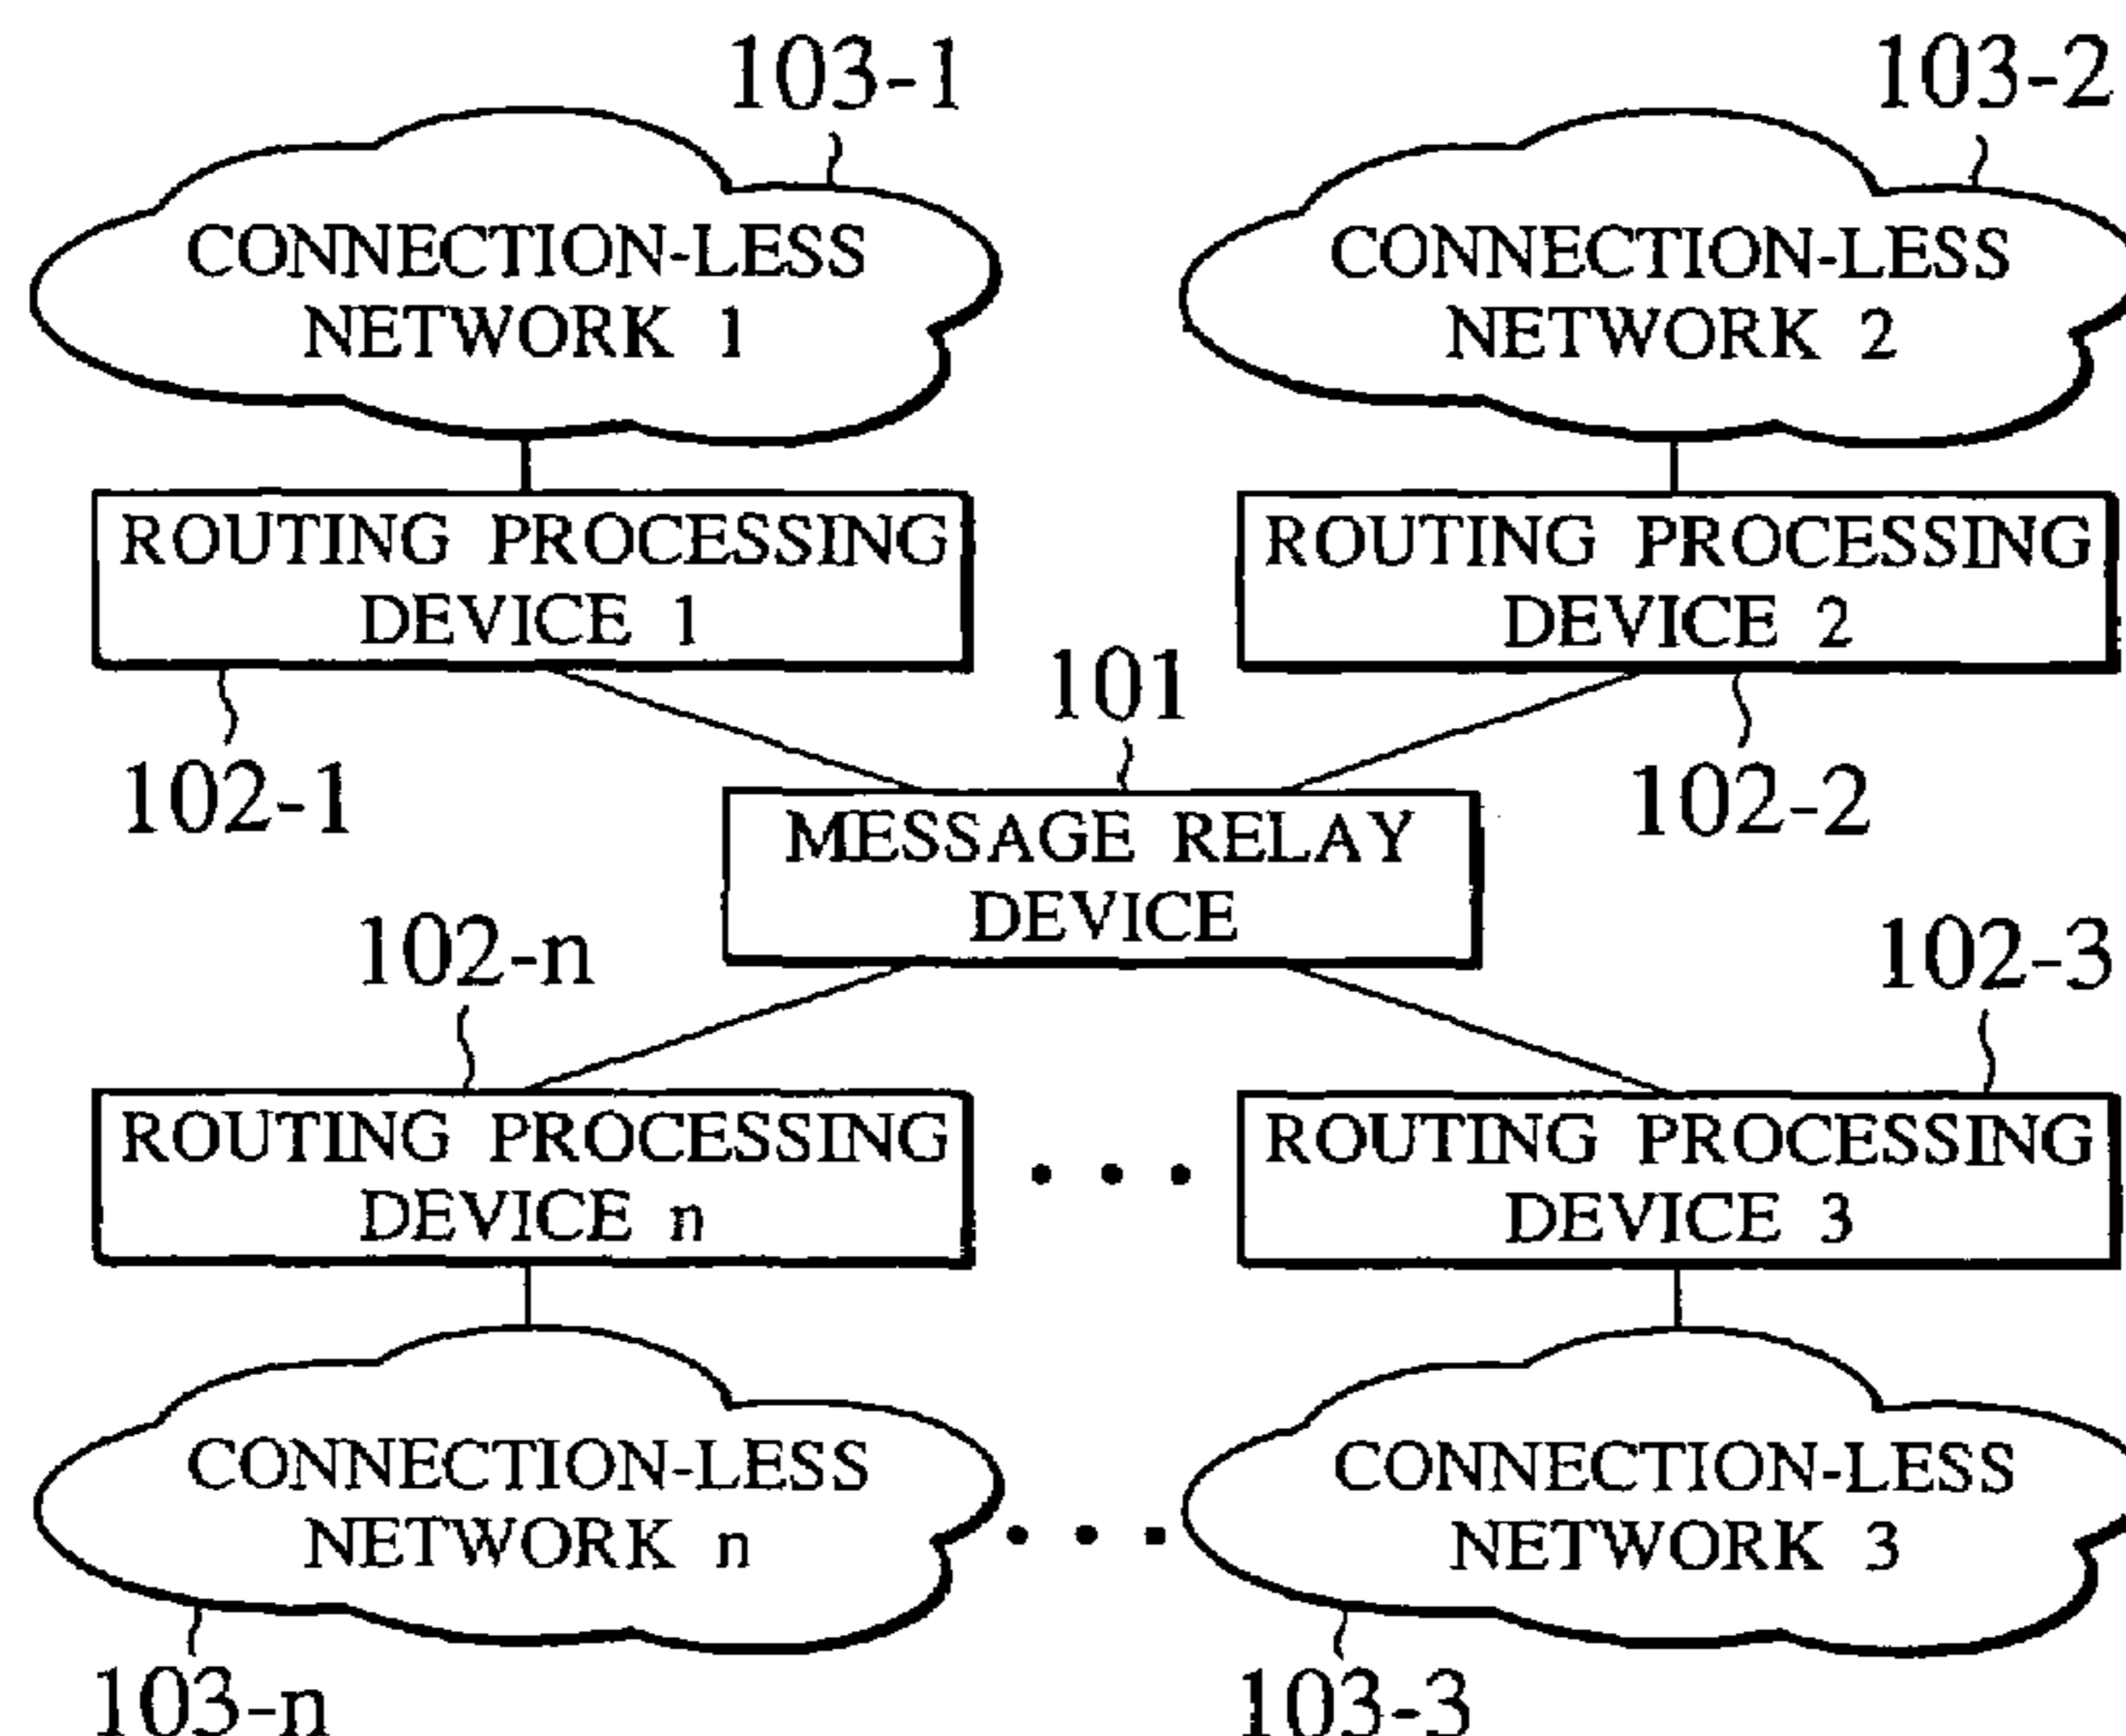 103-1
103-2
CONNECTION-LESS
NETWORK 1
CONNECTION-LESS
NETWORK 2
ROUTING PROCESSING
DEVICE 1
ROUTING PROCESSING
DEVICE 2
101
102-1
102-2
MESSAGE RELAY
DEVICE
102-n
102-3
ROUTING PROCESSING
DEVICE n
ROUTING PROCESSING
DEVICE 3
CONNECTION-LESS
NETWORK n
CONNECTION-LESS
NETWORK 3
103-n
103-3